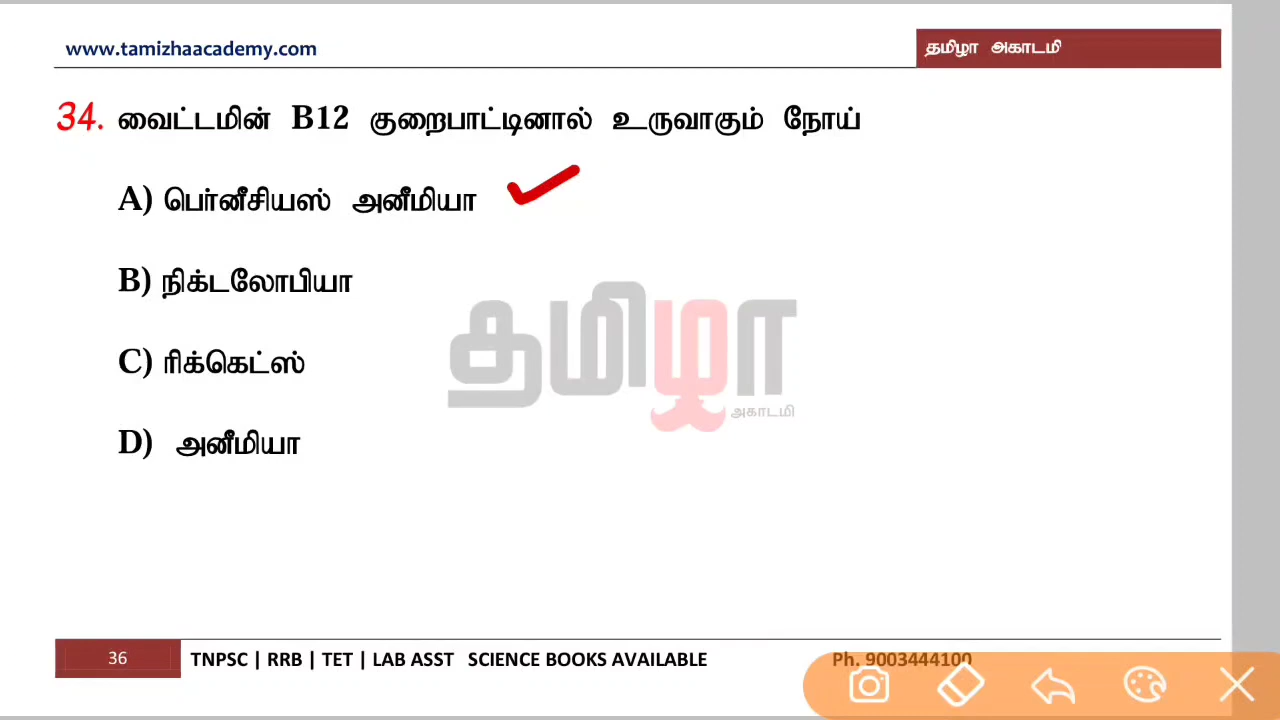 www.tamizhaacademy.com
தமிழா அகாடமி
34. வைட்டமின் B12 குறைபாட்டினால் உருவாகும் நோய்
A) பெர்னீசியஸ் அனீமியா
B) நிக்டலோபியா
தமிழா
C) ரிக்கெட்ஸ்
அகாடமி
D) அனீமியா
36 TNPSC | RRB | TET | LAB ASST SCIENCE BOOKS AVAILABLE Ph. 9003444100